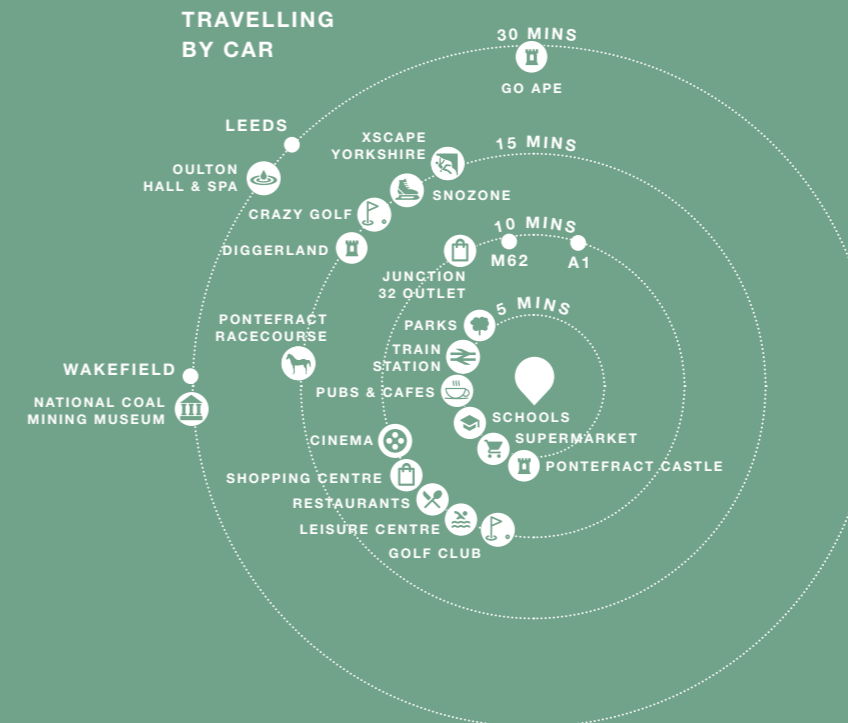 TRAVELLING
BY CAR
30 MINS
GO APE
LEEDS
OULTON
HALL & SPA
XSCAPE
YORKSHIRE
15 MINS
SNOZONE
CRAZY GOLF
DIGGERLAND
10 MINS
M62
A1
JUNCTION
32 OUTLET
5 MINS
PONTEFRACT
RACECOURSE
PARKS
TRAIN
STATION
WAKEFIELD
PUBS & CAFES
NATIONAL COAL
MINING MUSEUM
SCHOOLS
SUPERMARKET
CINEMA
PONTEFRACT CASTLE
SHOPPING CENTRE
RESTAURANTS
LEISURE CENTRE
GOLF CLUB